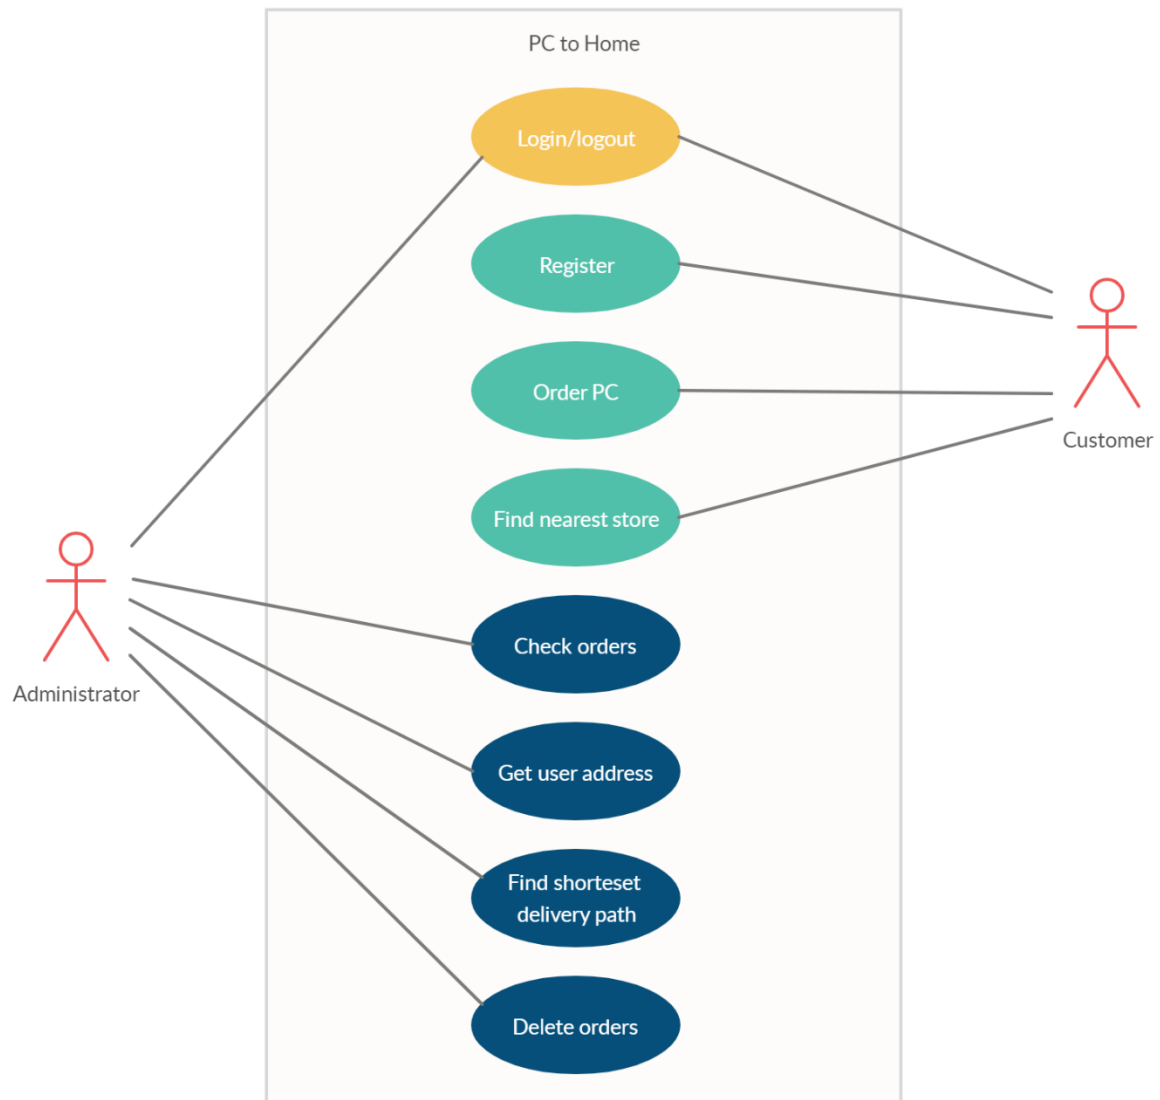 PC to Home
Login/logout
Register
Order PC
Customer
Find nearest store
Check orders
Administrator
Get user address
Find shorteset
delivery path
Delete orders